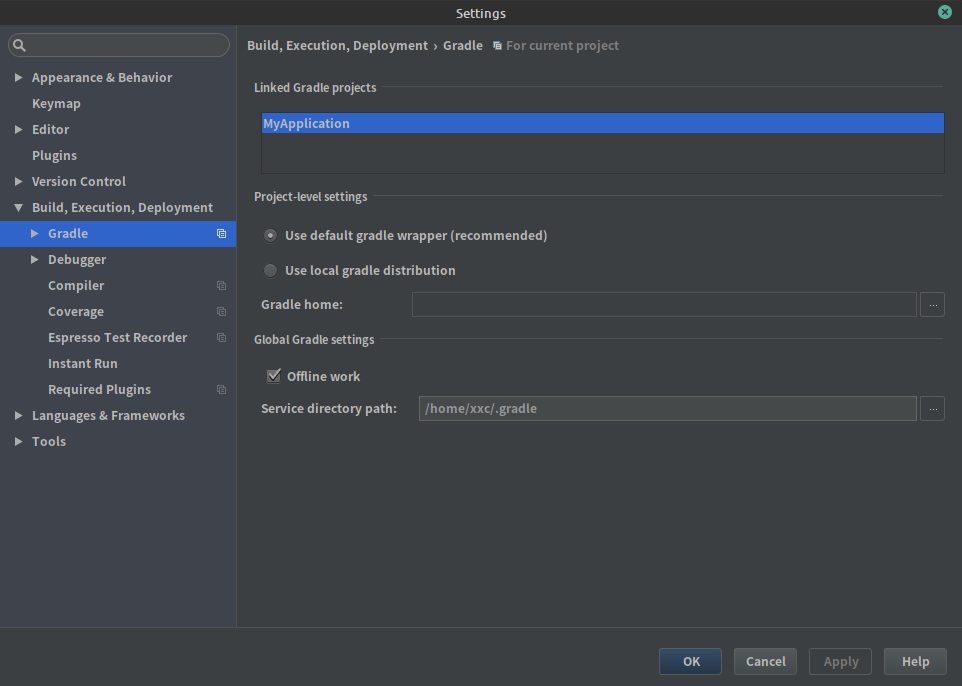 Settings
Build, Execution, Deployment › Gradle For current project
Appearance & Behavior
Keymap
Editor
Plugins
Version Control
Build, Execution, Deployment
Gradle
Debugger
Compiler
Coverage
Espresso Test Recorder
Instant Run
Required Plugins
Languages & Frameworks
Tools
Linked Gradle projects
MyApplication
Project-level settings
Use default gradle wrapper (recommended)
Use local gradle distribution
Gradle home:
...
Global Gradle settings
Offline work
Service directory path: /home/xxc/.gradle ...
OK Cancel Apply Help